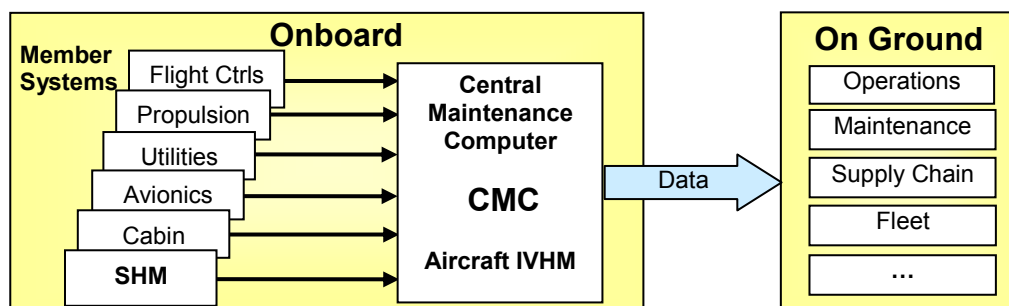 Onboard
Member
Systems
Flight Ctrls
Propulsion
Utilities
Avionics
Cabin
SHM
Central
Maintenance
Computer
CMC
Aircraft IVHM
Data
On Ground
Operations
Maintenance
Supply Chain
Fleet
...